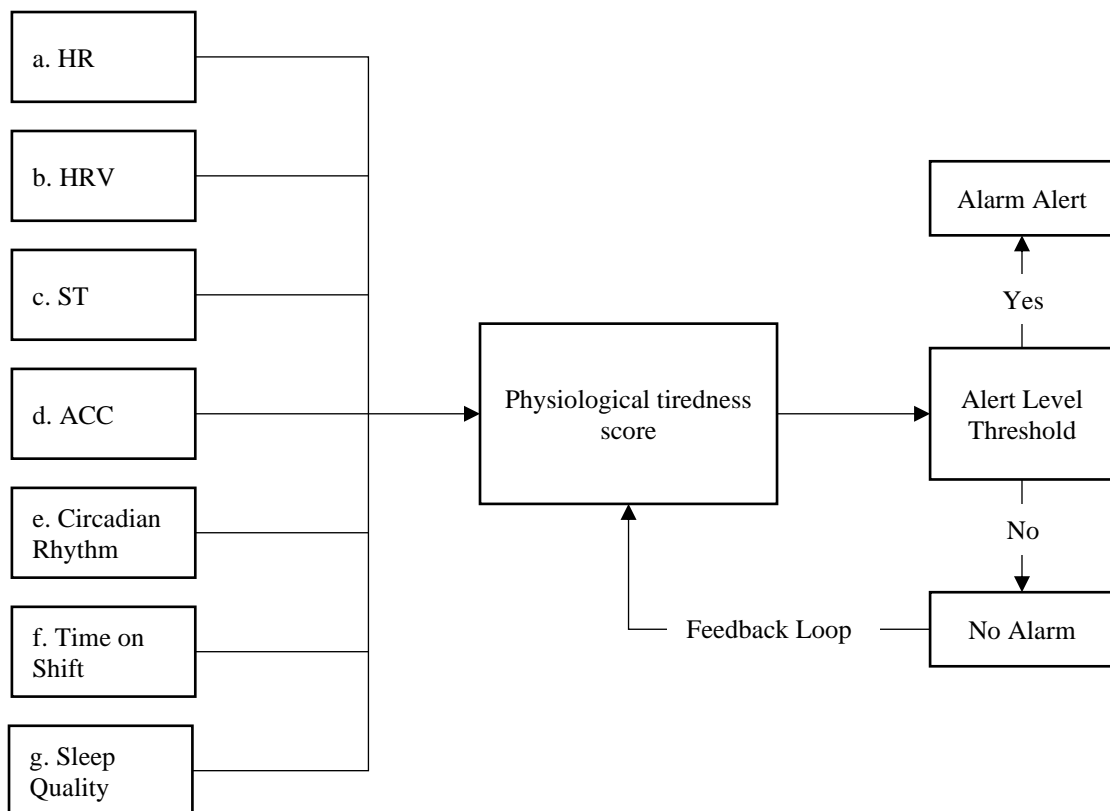 a. HR
b. HRV
c. ST
d. ACC
e. Circadian
Rhythm
f. Time on
Shift
g. Sleep
Quality
Physiological tiredness
score
Alarm Alert
Yes
Alert Level
Threshold
No
No Alarm
Feedback Loop